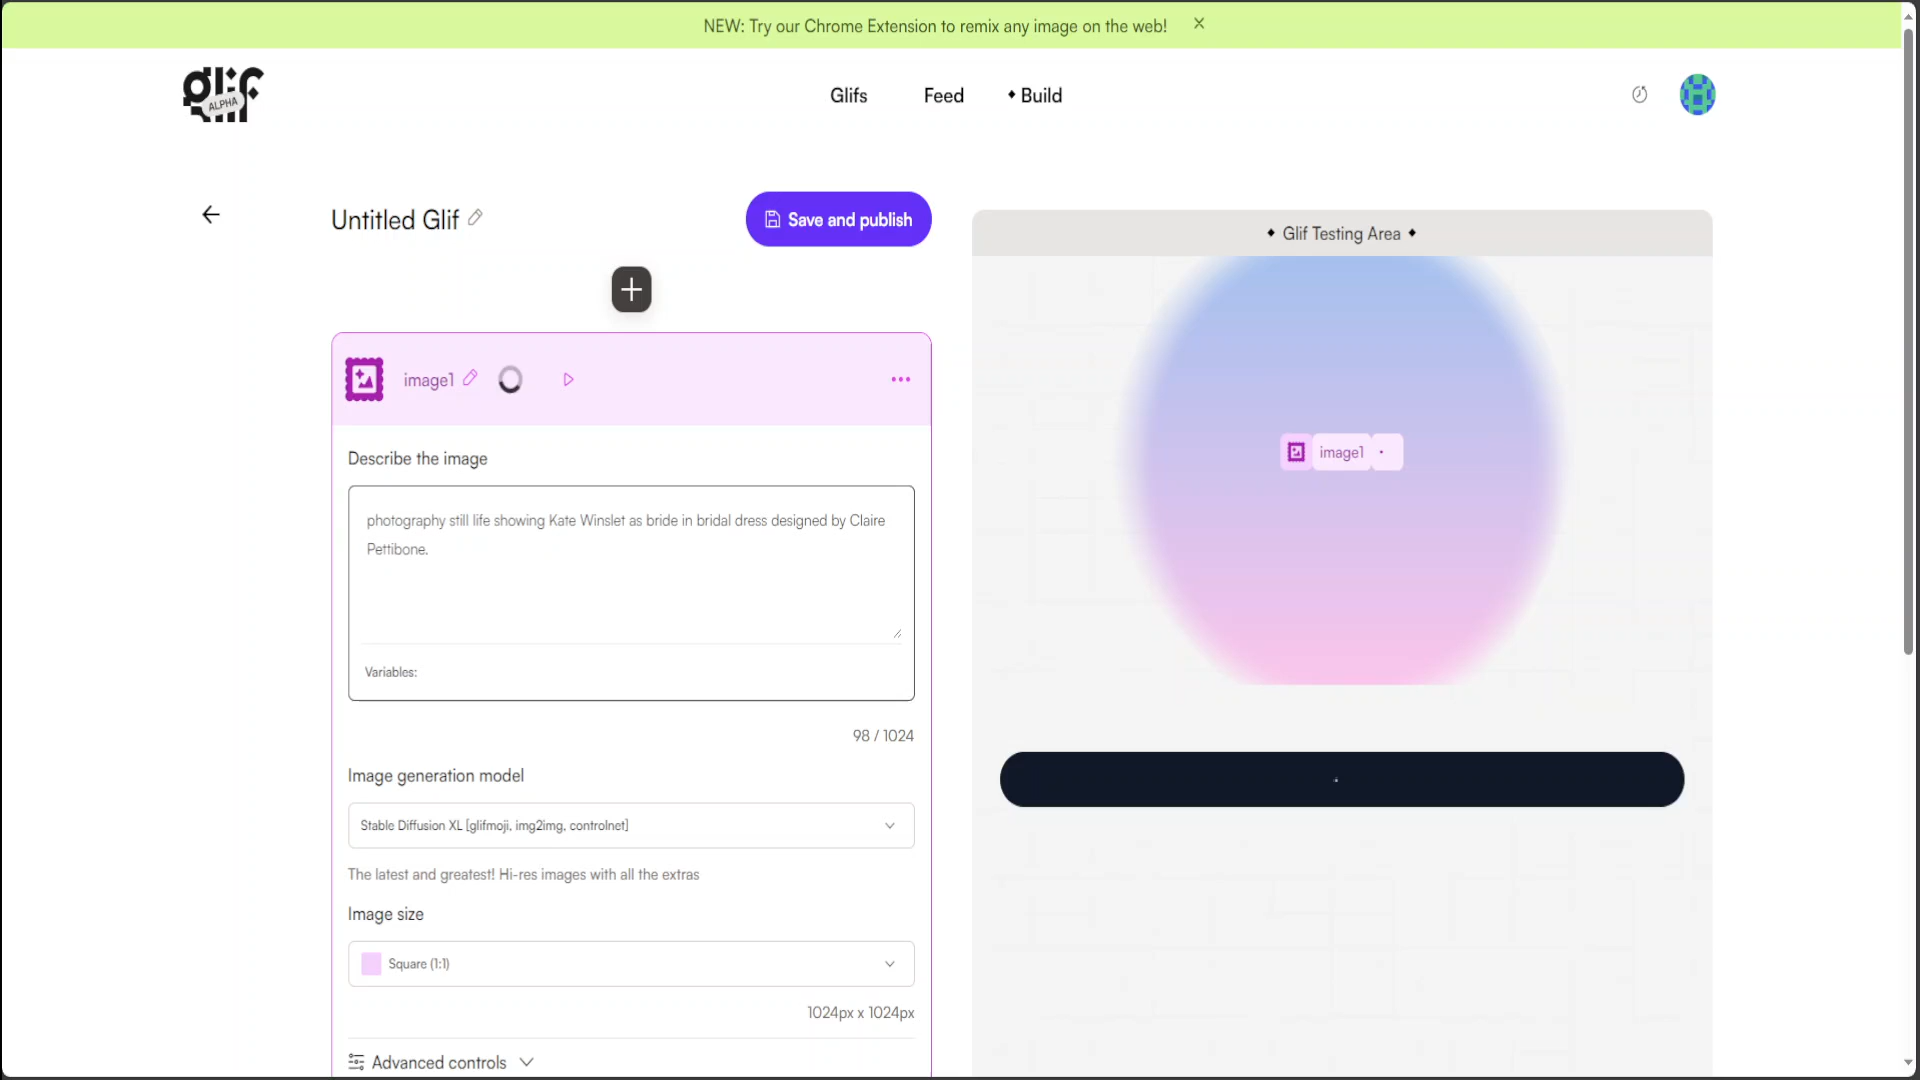 NEW: Try our Chrome Extension to remix any image on the web!
glif
ALPHA
Glifs
Feed
Build
Untitled Glif
Save and publish
Glif Testing Area
image1
image1
Describe the image
photography still life showing Kate Winslet as bride in bridal dress designed by Claire
Pettibone.
Variables:
98 / 1024
Image generation model
Stable Diffusion XL [glifmoji, img2img, controlnet]
The latest and greatest! Hi-res images with all the extras
Image size
Square (1:1)
1024px x 1024px
Advanced controls